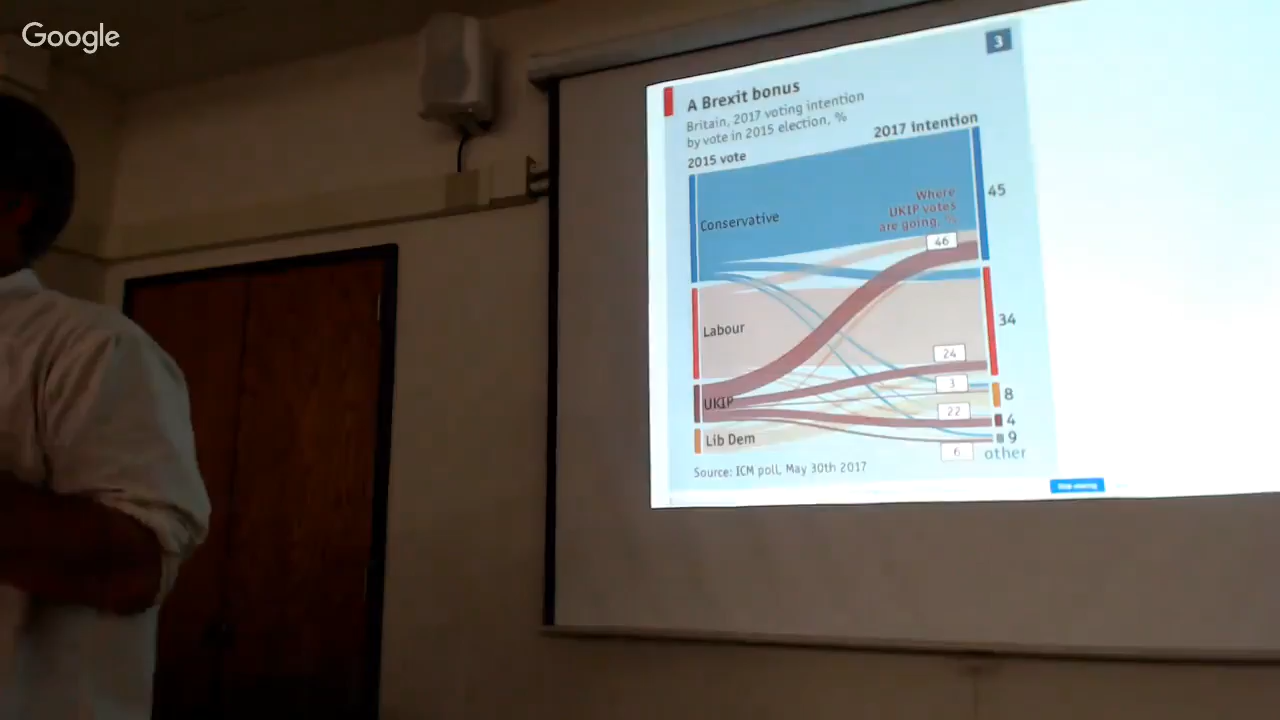 Google
3
A Brexit bonus
Britain, 2017 voting intention
by vote in 2015 election, %
2015 vote
2017 intention
Conservative
Where
UKIP votes
are going, %
45
46
Labour
34
24
3
8
UKIP
22
4
Lib Dem
9
6
other
Source: ICM poll, May 30th 2017
Stop sharing